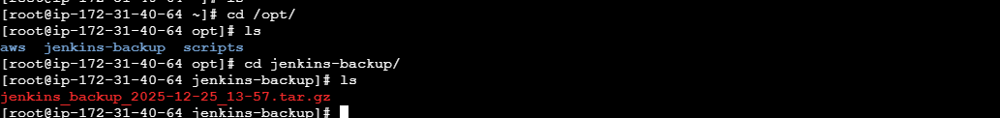 [root@ip-172-31-40-64 ~]# cd /opt/
[root@ip-172-31-40-64 opt]# ls
aws  jenkins-backup  scripts
[root@ip-172-31-40-64 opt]# cd jenkins-backup/
[root@ip-172-31-40-64 jenkins-backup]# ls
jenkins_backup_2025-12-25_13-57.tar.gz
[root@ip-172-31-40-64 jenkins-backup]#